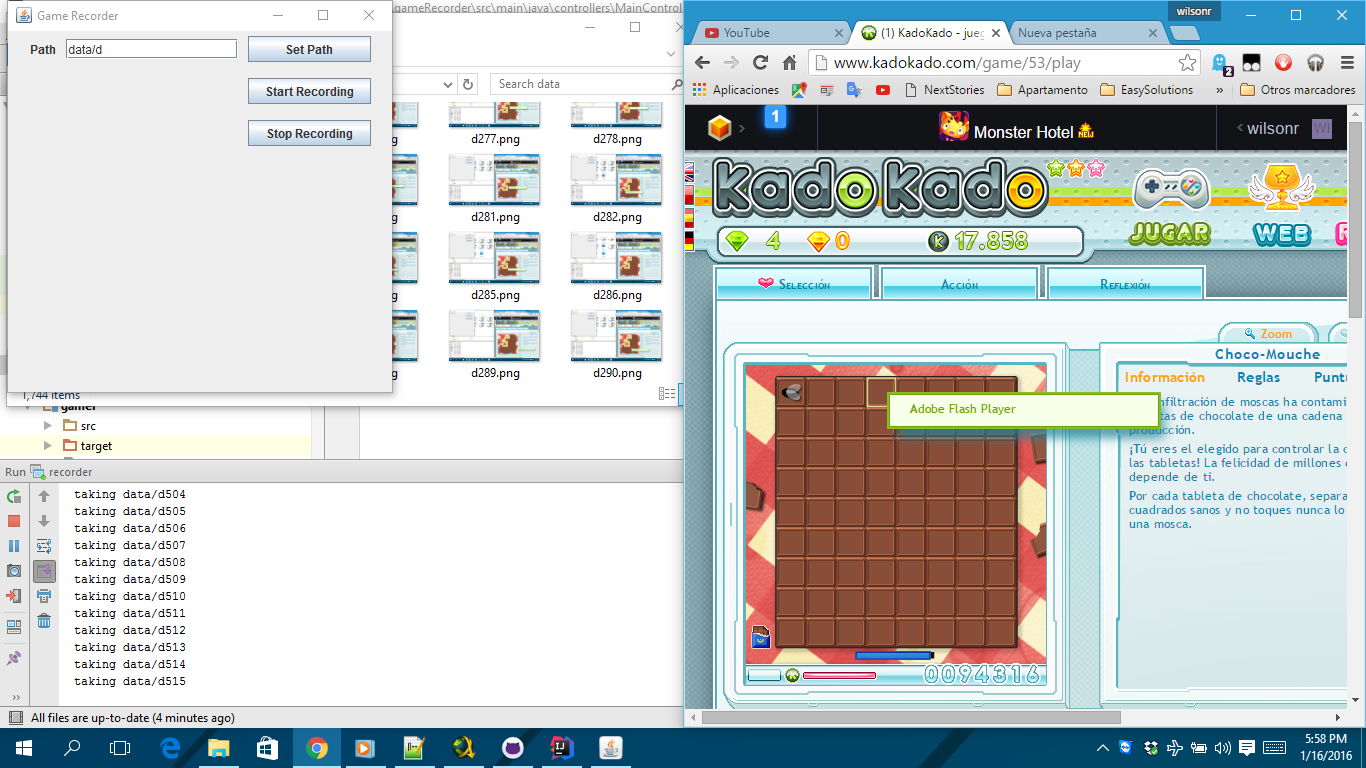 Game Recorder
Path
data/d
Set Path
Start Recording
Stop Recording
.gameRecorder\src\main\java\controllers\MainControl
Search data
d277.png
d278.png
d281.png
d282.png
d285.png
d286.png
d289.png
d290.png
1,744 items
gamer
src
target
Run
recorder
taking data/d504
taking data/d505
taking data/d506
taking data/d507
taking data/d508
taking data/d509
taking data/d510
taking data/d511
taking data/d512
taking data/d513
taking data/d514
taking data/d515
All files are up-to-date (4 minutes ago)
wilsonr
YouTube
(1) KadoKado - jueg
Nueva pestaña
www.kadokado.com/game/53/play
2
Aplicaciones
NextStories
Apartamento
EasySolutions
»
Otros marcadores
1
Monster Hotel
NEW
wilsonr
WI
KadoKado
4
0
K
17.858
JUGAR
WEB
Selección
Acción
Reflexión
Zoom
Choco-Mouche
Información
Reglas
Puntu
Adobe Flash Player
nfiltración de moscas ha contami
tas de chocolate de una cadena
producción.
¡Tú eres el elegido para controlar la c
las tabletas! La felicidad de millones
depende de ti.
Por cada tableta de chocolate, separa
cuadrados sanos y no toques nunca lo
una mosca.
0094316
5:58 PM
1/16/2016